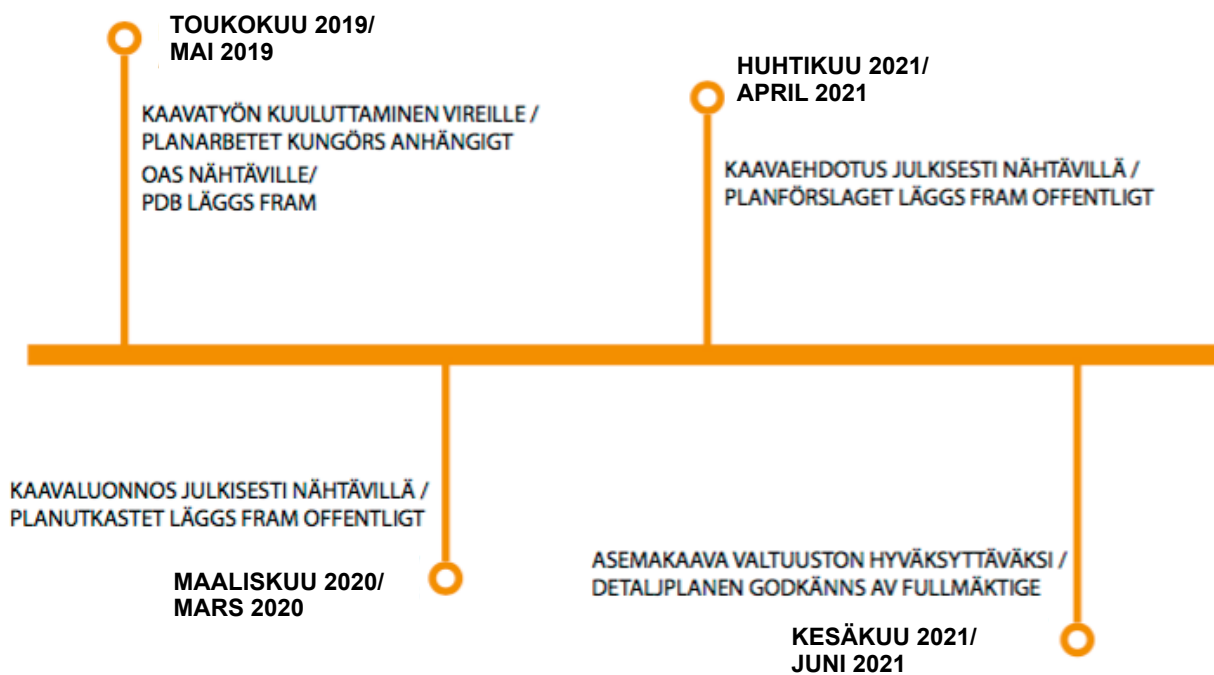 TOUKOKUU 2019/
MAI 2019
KAAVATYÖN KUULUTTAMINEN VIREILLE /
PLANARBETET KUNGÖRS ANHÄNGIGT
OAS NÄHTÄVILLE/
PDB LÄGGS FRAM
HUHTIKUU 2021/
APRIL 2021
KAAVAEHDOTUS JULKISESTI NÄHTÄVILLÄ /
PLANFÖRSLAGET LÄGGS FRAM OFFENTLIGT
KAAVALUONNOS JULKISESTI NÄHTÄVILLÄ /
PLANUTKASTET LÄGGS FRAM OFFENTLIGT
MAALISKUU 2020/
MARS 2020
ASEMAKAAVA VALTUUSTON HYVÄKSYTTÄVÄKSI /
DETALJPLANEN GODKÄNNS AV FULLMÄKTIGE
KESÄKUU 2021/
JUNI 2021